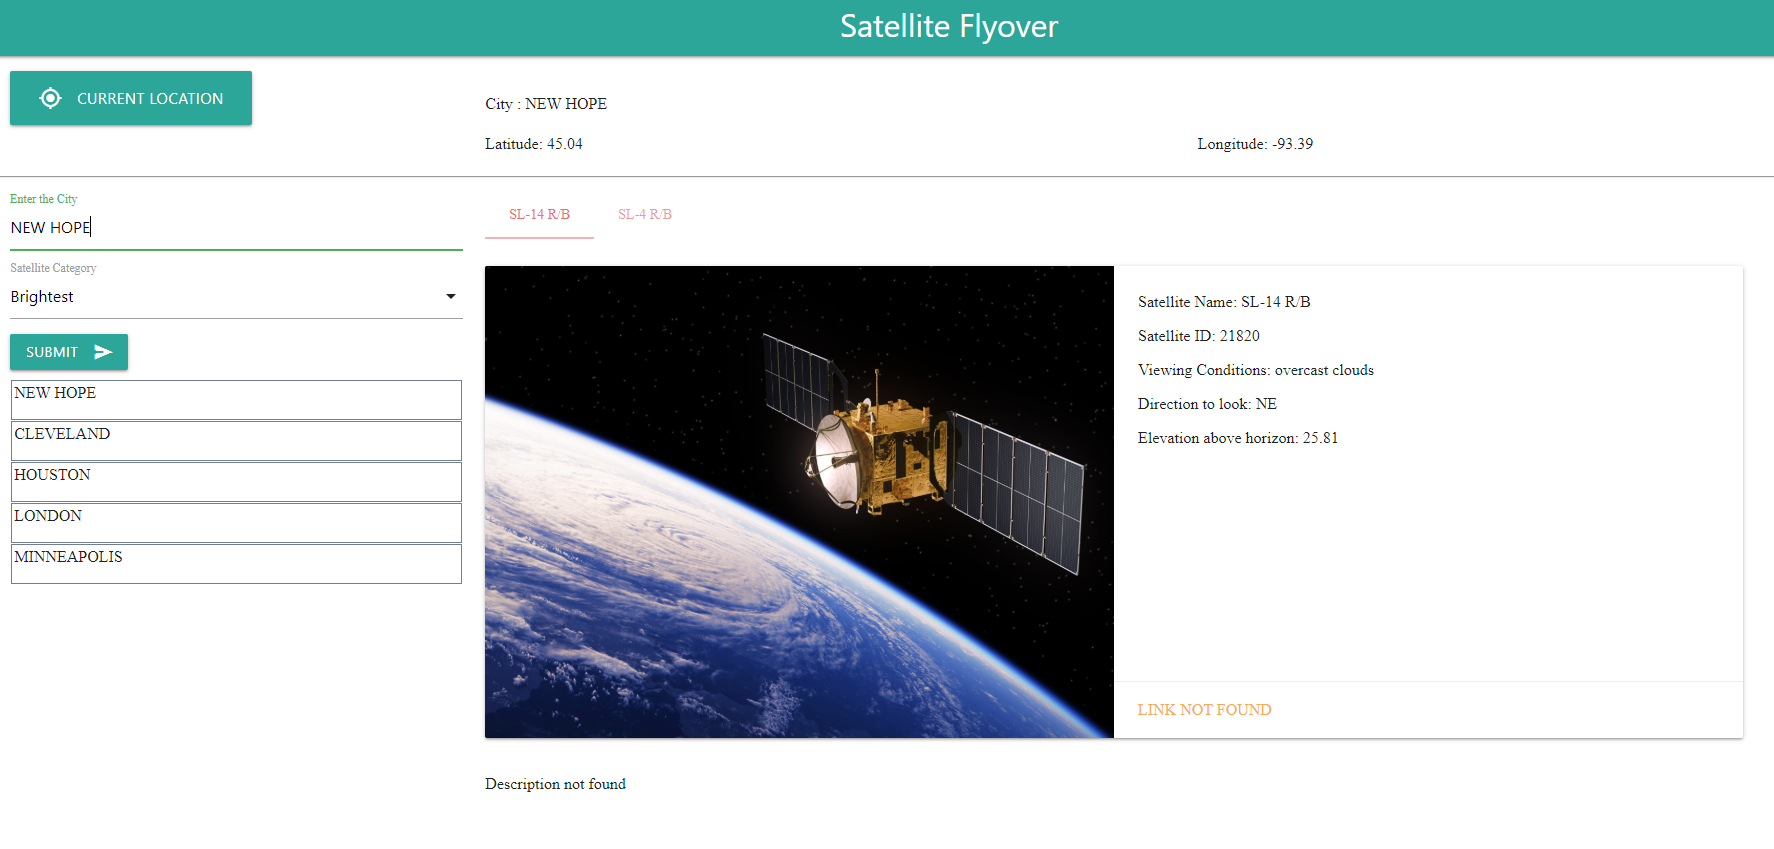 Satellite Flyover
CURRENT LOCATION
City : NEW HOPE
Latitude: 45.04
Longitude: -93.39
Enter the City
NEW HOPE
Satellite Category
Brightest
SUBMIT
NEW HOPE
CLEVELAND
HOUSTON
LONDON
MINNEAPOLIS
SL-14 R/B
SL-4 R/B
Satellite Name: SL-14 R/B
Satellite ID: 21820
Viewing Conditions: overcast clouds
Direction to look: NE
Elevation above horizon: 25.81
LINK NOT FOUND
Description not found